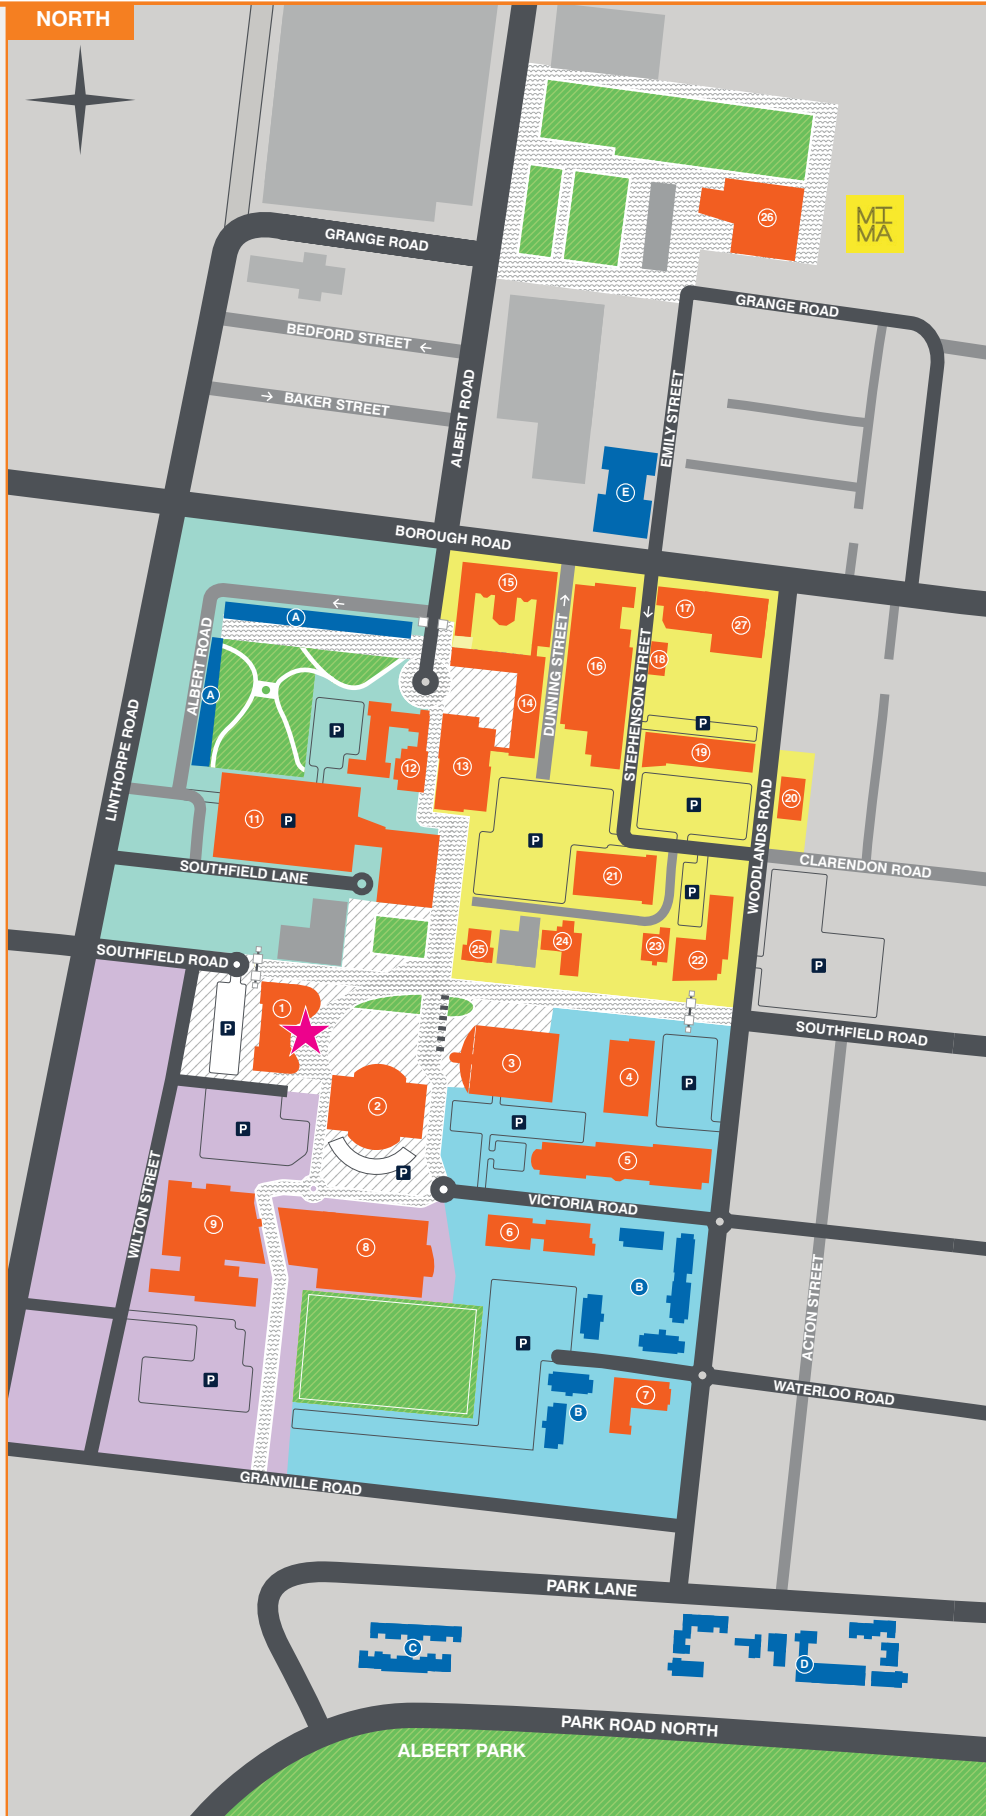 NORTH
26
MI
MA
GRANGE ROAD
GRANGE ROAD
BEDFORD STREET ←
→ BAKER STREET
ALBERT ROAD
EMILY STREET
E
BOROUGH ROAD
15
17
27
A
←
↑
↓
16
18
ALBERT ROAD
A
DUNNING STREET
STEPHENSON STREET
14
P
P
LINTHORPE ROAD
12
13
19
P
20
11
P
P
WOODLANDS ROAD
SOUTHFIELD LANE
21
P
CLARENDON ROAD
25
24
23
22
P
SOUTHFIELD ROAD
1
P
SOUTHFIELD ROAD
3
4
P
2
P
P
P
5
WILTON STREET
VICTORIA ROAD
9
8
6
B
ACTON STREET
P
P
WATERLOO ROAD
7
B
GRANVILLE ROAD
PARK LANE
C
D
PARK ROAD NORTH
ALBERT PARK